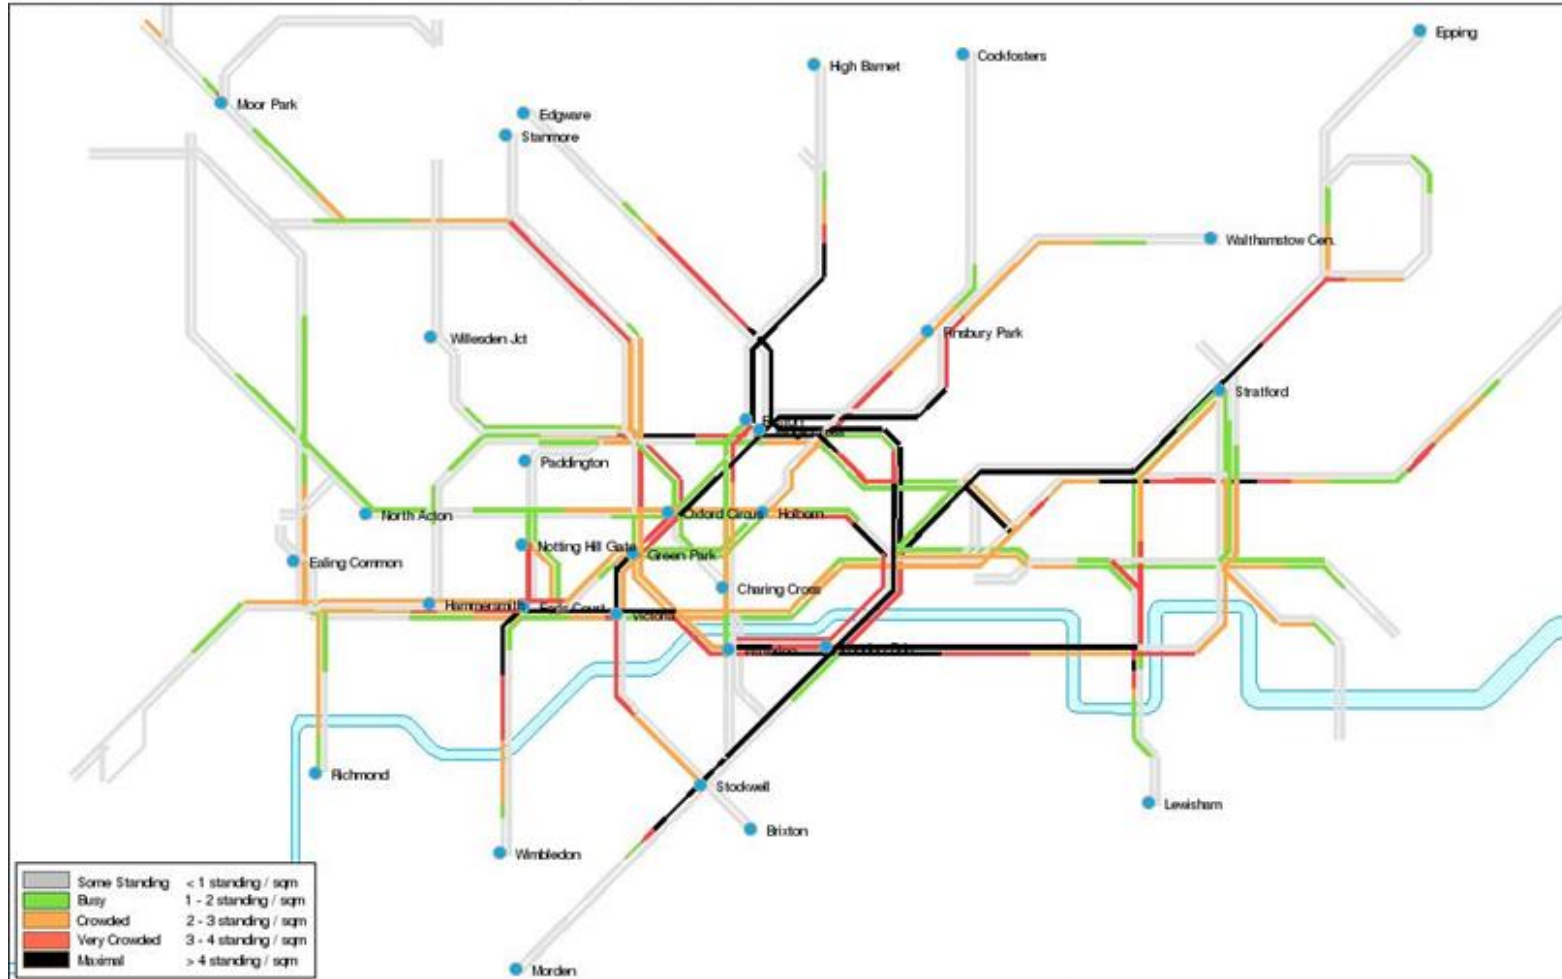 Epping
Cockfosters
High Barnet
Moor Park
Edgware
Stanmore
Walthamstow Cen.
Finsbury Park
Willesden Jct
Stratford
Paddington
North Acton
Oxford Circus
Holborn
Notting Hill Gate
Green Park
Ealing Common
Charing Cross
Hammersmith
Earls Court
Victoria
Richmond
Stockwell
Lewisham
Brixton
Wimbledon
Morden
Some Standing < 1 standing / sqm
Busy 1 - 2 standing / sqm
Crowded 2 - 3 standing / sqm
Very Crowded 3 - 4 standing / sqm
Maximal > 4 standing / sqm